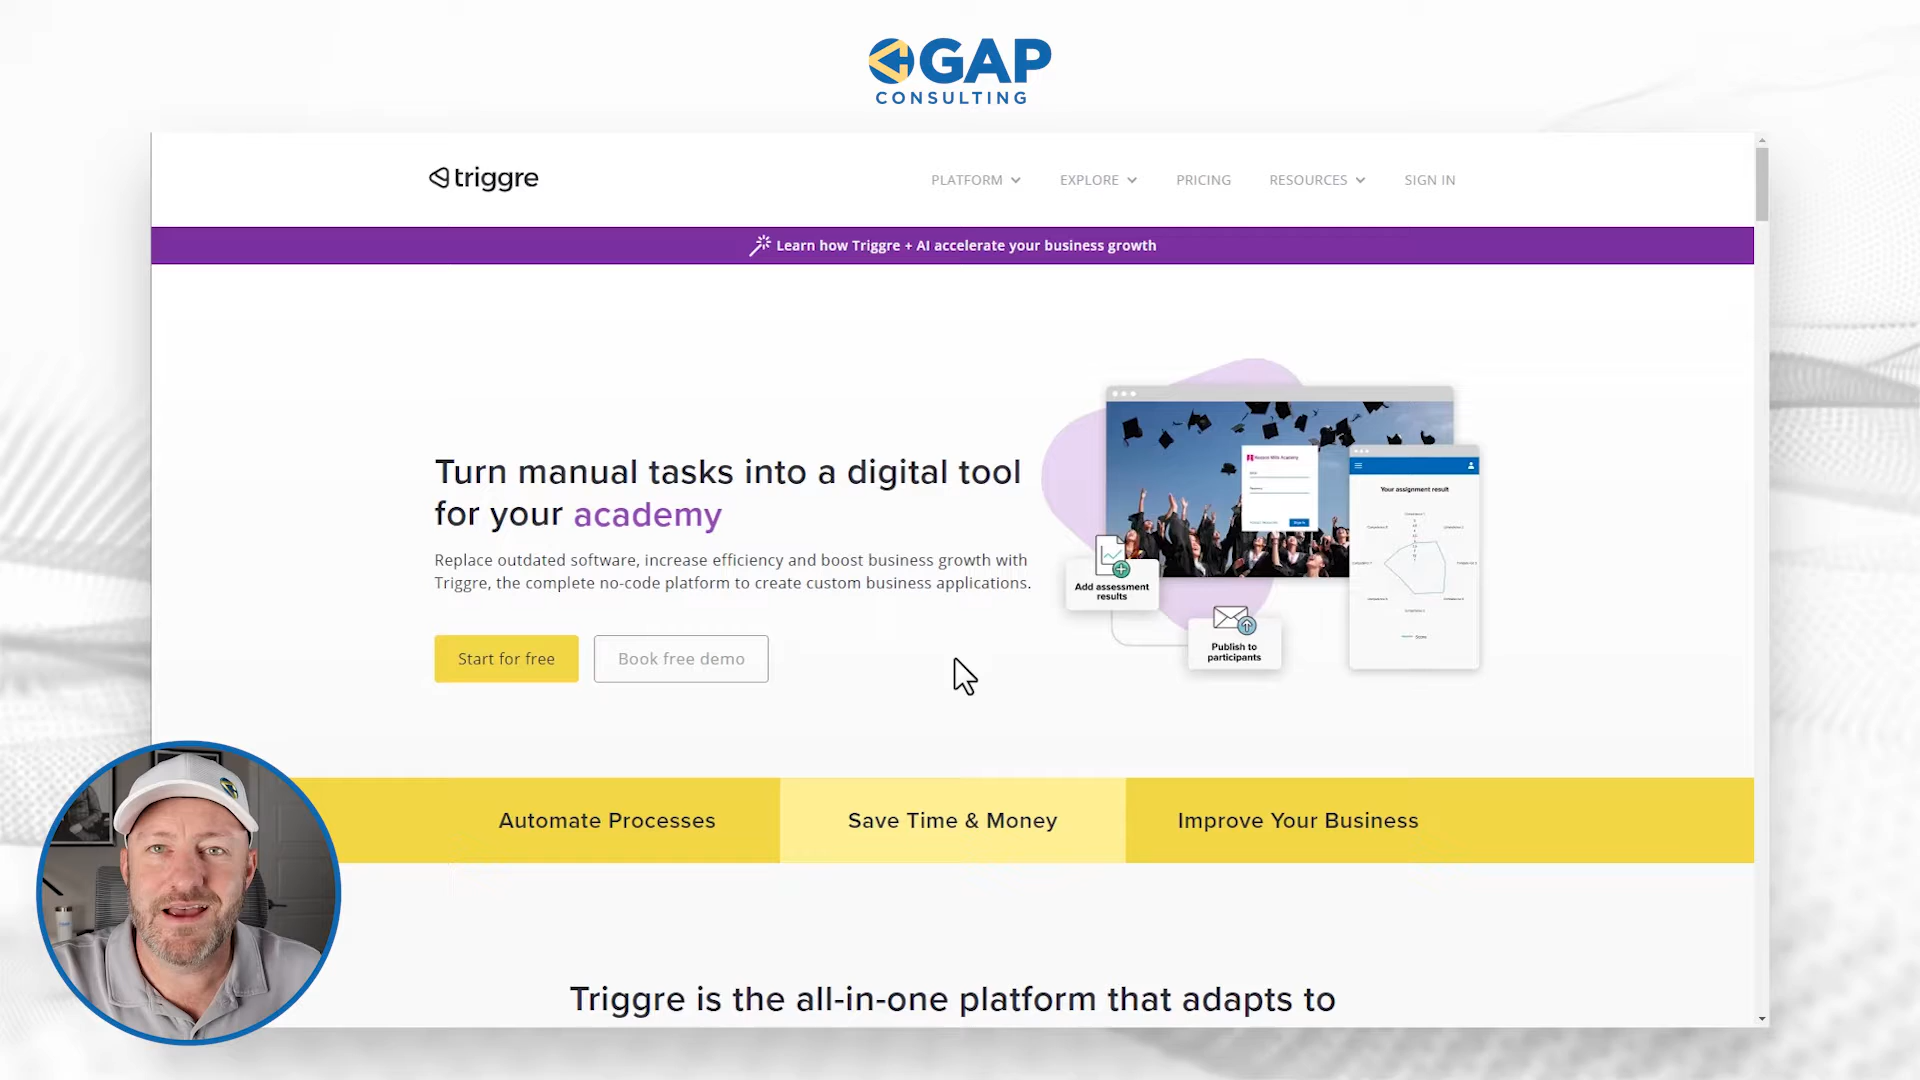 GAP
CONSULTING
triggre
PLATFORM
EXPLORE
PRICING
RESOURCES
SIGN IN
Learn how Triggre + AI accelerate your business growth
Turn manual tasks into a digital tool
for your academy
Replace outdated software, increase efficiency and boost business growth with
Triggre, the complete no-code platform to create custom business applications.
Start for free
Book free demo
Your assignment result
Add assessment
results
Publish to
participants
Score
Automate Processes
Save Time & Money
Improve Your Business
Triggre is the all-in-one platform that adapts to